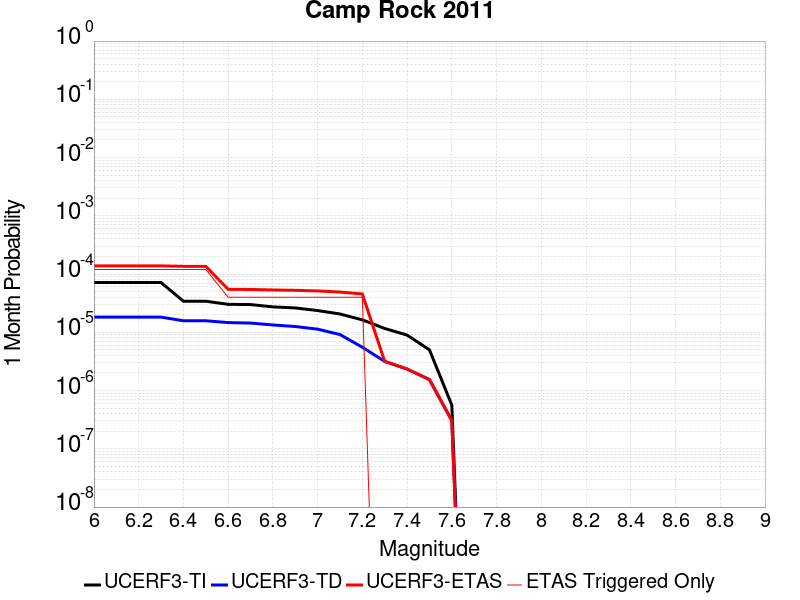 Camp Rock 2011
10^0
10^-1
10^-2
10^-3
10^-4
10^-5
10^-6
10^-7
10^-8
1 Month Probability
6 6.2 6.4 6.6 6.8 7 7.2 7.4 7.6 7.8 8 8.2 8.4 8.6 8.8 9
Magnitude
UCERF3-TI UCERF3-TD UCERF3-ETAS ETAS Triggered Only